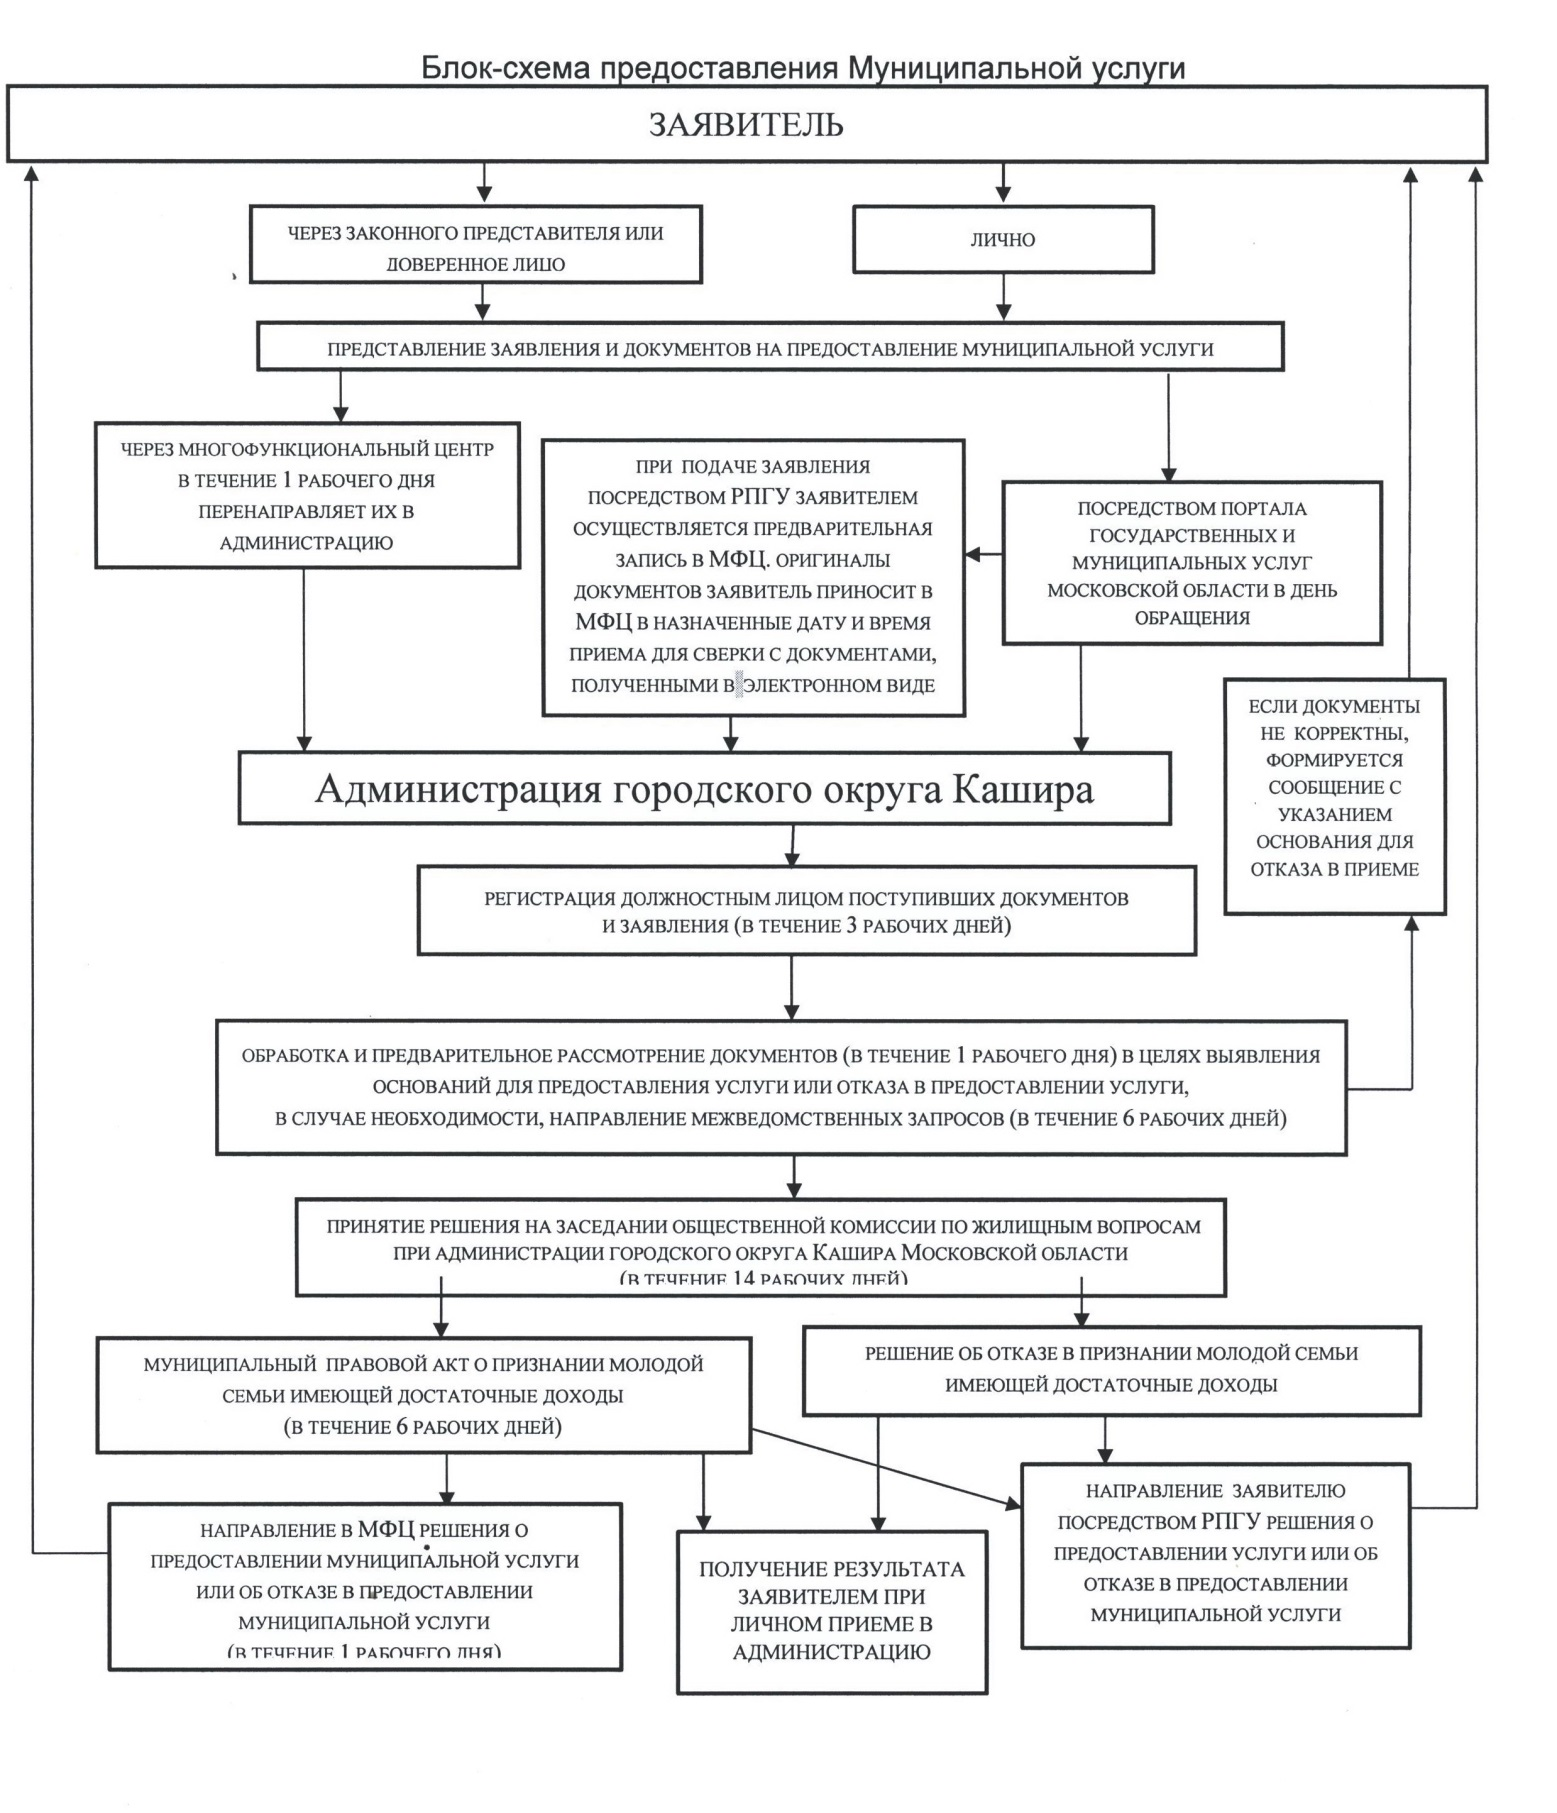 Блок-схема предоставления Муниципальной услуги
ЗАЯВИТЕЛЬ
ЧЕРЕЗ ЗАКОННОГО ПРЕДСТАВИТЕЛЯ ИЛИ
ДОВЕРЕННОЕ ЛИЦО
ЛИЧНО
ПРЕДСТАВЛЕНИЕ ЗАЯВЛЕНИЯ И ДОКУМЕНТОВ НА ПРЕДОСТАВЛЕНИЕ МУНИЦИПАЛЬНОЙ УСЛУГИ
ЧЕРЕЗ МНОГОФУНКЦИОНАЛЬНЫЙ ЦЕНТР
В ТЕЧЕНИЕ 1 РАБОЧЕГО ДНЯ
ПЕРЕНАПРАВЛЯЕТ ИХ В
АДМИНИСТРАЦИЮ
ПРИ ПОДАЧЕ ЗАЯВЛЕНИЯ
ПОСРЕДСТВОМ РПГУ ЗАЯВИТЕЛЕМ
ОСУЩЕСТВЛЯЕТСЯ ПРЕДВАРИТЕЛЬНАЯ
ЗАПИСЬ В МФЦ. ОРИГИНАЛЫ
ДОКУМЕНТОВ ЗАЯВИТЕЛЬ ПРИНОСИТ В
МФЦ В НАЗНАЧЕННЫЕ ДАТУ И ВРЕМЯ
ПРИЕМА ДЛЯ СВЕРКИ С ДОКУМЕНТАМИ,
ПОЛУЧЕННЫМИ В ЭЛЕКТРОННОМ ВИДЕ
ПОСРЕДСТВОМ ПОРТАЛА
ГОСУДАРСТВЕННЫХ И
МУНИЦИПАЛЬНЫХ УСЛУГ
МОСКОВСКОЙ ОБЛАСТИ В ДЕНЬ
ОБРАЩЕНИЯ
ЕСЛИ ДОКУМЕНТЫ
НЕ КОРРЕКТНЫ,
ФОРМИРУЕТСЯ
СООБЩЕНИЕ С
УКАЗАНИЕМ
ОСНОВАНИЯ ДЛЯ
ОТКАЗА В ПРИЕМЕ
Администрация городского округа Кашира
РЕГИСТРАЦИЯ ДОЛЖНОСТНЫМ ЛИЦОМ ПОСТУПИВШИХ ДОКУМЕНТОВ
И ЗАЯВЛЕНИЯ (В ТЕЧЕНИЕ 3 РАБОЧИХ ДНЕЙ)
ОБРАБОТКА И ПРЕДВАРИТЕЛЬНОЕ РАССМОТРЕНИЕ ДОКУМЕНТОВ (В ТЕЧЕНИЕ 1 РАБОЧЕГО ДНЯ) В ЦЕЛЯХ ВЫЯВЛЕНИЯ
ОСНОВАНИЙ ДЛЯ ПРЕДОСТАВЛЕНИЯ УСЛУГИ ИЛИ ОТКАЗА В ПРЕДОСТАВЛЕНИИ УСЛУГИ,
В СЛУЧАЕ НЕОБХОДИМОСТИ, НАПРАВЛЕНИЕ МЕЖВЕДОМСТВЕННЫХ ЗАПРОСОВ (В ТЕЧЕНИЕ 6 РАБОЧИХ ДНЕЙ)
ПРИНЯТИЕ РЕШЕНИЯ НА ЗАСЕДАНИИ ОБЩЕСТВЕННОЙ КОМИССИИ ПО ЖИЛИЩНЫМ ВОПРОСАМ
ПРИ АДМИНИСТРАЦИИ ГОРОДСКОГО ОКРУГА КАШИРА МОСКОВСКОЙ ОБЛАСТИ
(В ТЕЧЕНИЕ 14 РАБОЧИХ ДНЕЙ)
МУНИЦИПАЛЬНЫЙ ПРАВОВОЙ АКТ О ПРИЗНАНИИ МОЛОДОЙ
СЕМЬИ ИМЕЮЩЕЙ ДОСТАТОЧНЫЕ ДОХОДЫ
(В ТЕЧЕНИЕ 6 РАБОЧИХ ДНЕЙ)
РЕШЕНИЕ ОБ ОТКАЗЕ В ПРИЗНАНИИ МОЛОДОЙ СЕМЬИ
ИМЕЮЩЕЙ ДОСТАТОЧНЫЕ ДОХОДЫ
НАПРАВЛЕНИЕ В МФЦ РЕШЕНИЯ О
ПРЕДОСТАВЛЕНИИ МУНИЦИПАЛЬНОЙ УСЛУГИ
ИЛИ ОБ ОТКАЗЕ В ПРЕДОСТАВЛЕНИИ
МУНИЦИПАЛЬНОЙ УСЛУГИ
(В ТЕЧЕНИЕ 1 РАБОЧЕГО ДНЯ)
ПОЛУЧЕНИЕ РЕЗУЛЬТАТА
ЗАЯВИТЕЛЕМ ПРИ
ЛИЧНОМ ПРИЕМЕ В
АДМИНИСТРАЦИЮ
НАПРАВЛЕНИЕ ЗАЯВИТЕЛЮ
ПОСРЕДСТВОМ РПГУ РЕШЕНИЯ О
ПРЕДОСТАВЛЕНИИ УСЛУГИ ИЛИ ОБ
ОТКАЗЕ В ПРЕДОСТАВЛЕНИИ
МУНИЦИПАЛЬНОЙ УСЛУГИ